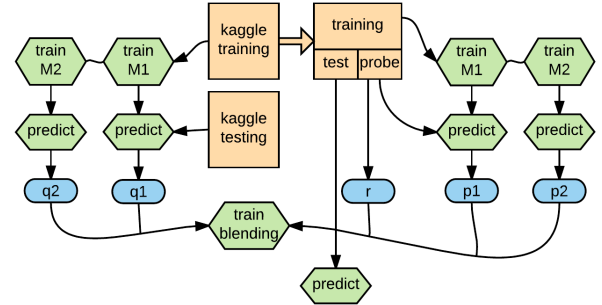 train
M2
train
M1
kaggle
training
training
test
probe
train
M1
train
M2
predict
predict
kaggle
testing
predict
predict
q2
q1
r
p1
p2
train
blending
predict